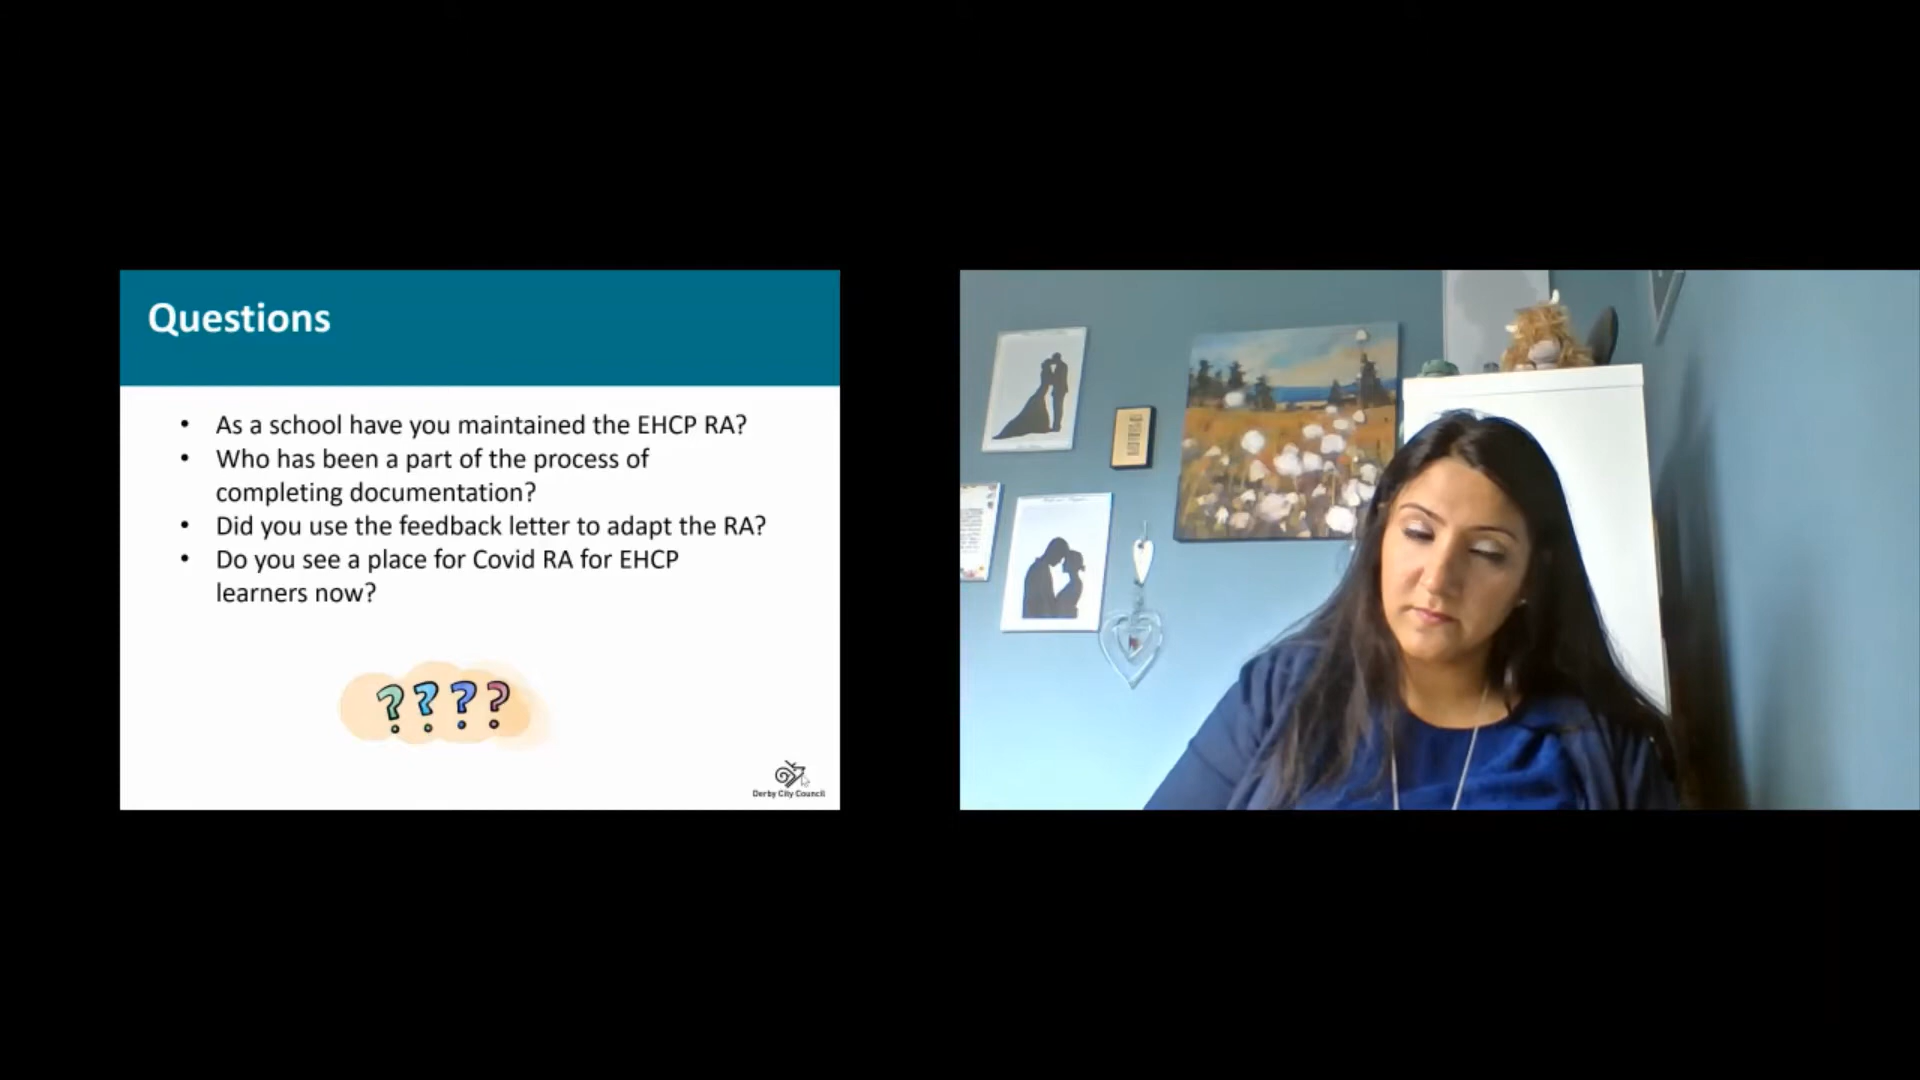 Questions
• As a school have you maintained the EHCP RA?
• Who has been a part of the process of
completing documentation?
• Did you use the feedback letter to adapt the RA?
• Do you see a place for Covid RA for EHCP
learners now?
????
Derby City Council